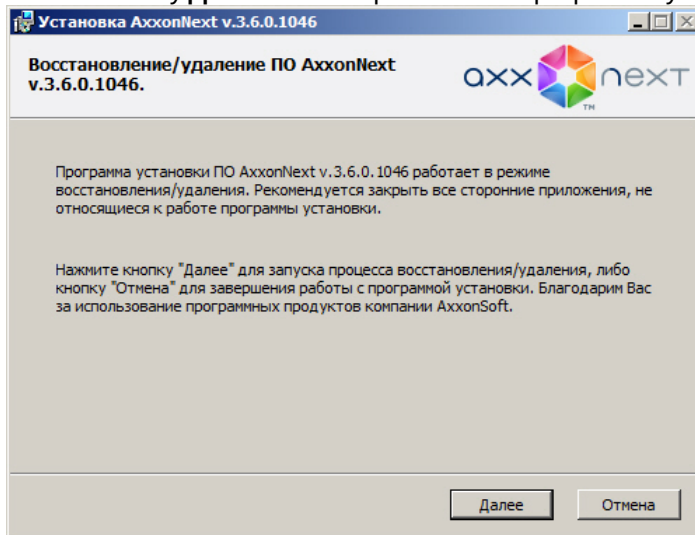 Установка AxxonNext v.3.6.0.1046
Восстановление/удаление ПО AxxonNext
v.3.6.0.1046.
axx next
TM
Программа установки ПО AxxonNext v.3.6.0.1046 работает в режиме
восстановления/удаления. Рекомендуется закрыть все сторонние приложения, не
относящиеся к работе программы установки.
Нажмите кнопку "Далее" для запуска процесса восстановления/удаления, либо
кнопку "Отмена" для завершения работы с программой установки. Благодарим Вас
за использование программных продуктов компании AxxonSoft.
Далее
Отмена